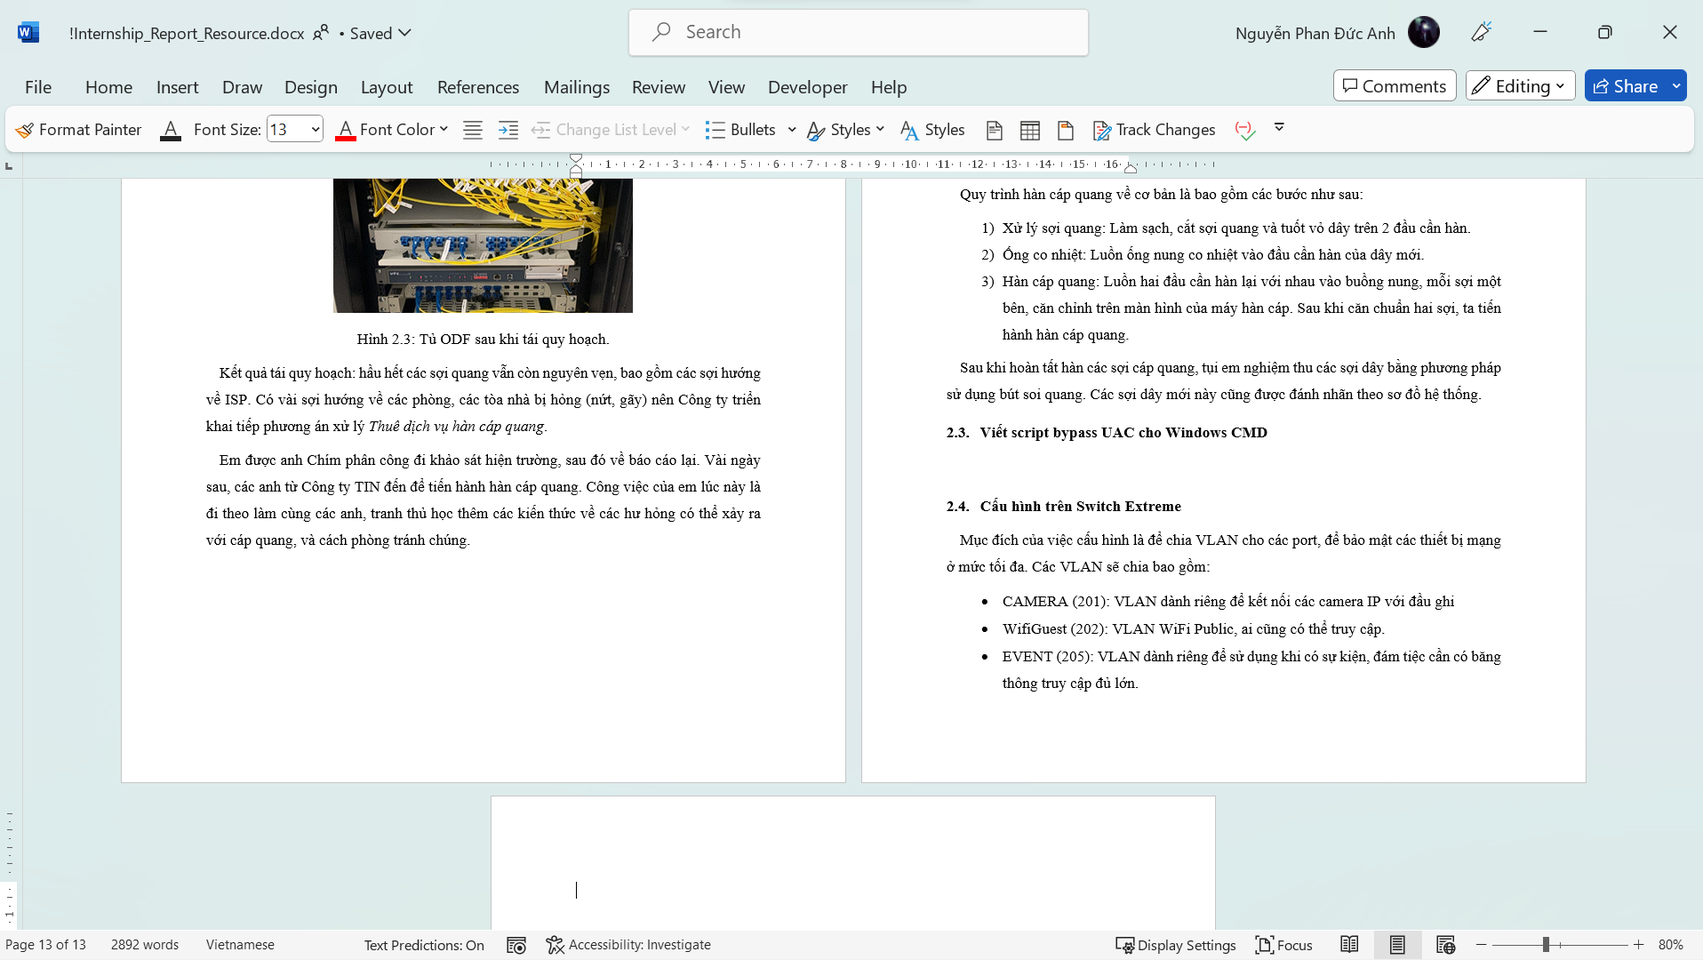 !Internship_Report_Resource.docx • Saved
Search
Nguyễn Phan Đức Anh
File Home Insert Draw Design Layout References Mailings Review View Developer Help
Comments Editing Share
Format Painter Font Size: 13 Font Color Change List Level Bullets Styles Styles Track Changes
1 2 3 4 5 6 7 8 9 10 11 12 13 14 15 16
Hình 2.3: Tủ ODF sau khi tái quy hoạch.
Kết quả tái quy hoạch: hầu hết các sợi quang vẫn còn nguyên vẹn, bao gồm các sợi hướng
về ISP. Có vài sợi hướng về các phòng, các tòa nhà bị hỏng (nứt, gãy) nên Công ty triển
khai tiếp phương án xử lý Thuê dịch vụ hàn cáp quang.
Em được anh Chím phân công đi khảo sát hiện trường, sau đó về báo cáo lại. Vài ngày
sau, các anh từ Công ty TIN đến để tiến hành hàn cáp quang. Công việc của em lúc này là
đi theo làm cùng các anh, tranh thủ học thêm các kiến thức về các hư hỏng có thể xảy ra
với cáp quang, và cách phòng tránh chúng.
Quy trình hàn cáp quang về cơ bản là bao gồm các bước như sau:
1) Xử lý sợi quang: Làm sạch, cắt sợi quang và tuốt vỏ dây trên 2 đầu cần hàn.
2) Ống co nhiệt: Luồn ống nung co nhiệt vào đầu cần hàn của dây mới.
3) Hàn cáp quang: Luồn hai đầu cần hàn lại với nhau vào buồng nung, mỗi sợi một
bên, căn chỉnh trên màn hình của máy hàn cáp. Sau khi căn chuẩn hai sợi, ta tiến
hành hàn cáp quang.
Sau khi hoàn tất hàn các sợi cáp quang, tụi em nghiệm thu các sợi dây bằng phương pháp
sử dụng bút soi quang. Các sợi dây mới này cũng được đánh nhãn theo sơ đồ hệ thống.
2.3. Viết script bypass UAC cho Windows CMD
2.4. Cấu hình trên Switch Extreme
Mục đích của việc cấu hình là để chia VLAN cho các port, để bảo mật các thiết bị mạng
ở mức tối đa. Các VLAN sẽ chia bao gồm:
• CAMERA (201): VLAN dành riêng để kết nối các camera IP với đầu ghi
• WifiGuest (202): VLAN WiFi Public, ai cũng có thể truy cập.
• EVENT (205): VLAN dành riêng để sử dụng khi có sự kiện, đám tiệc cần có băng
thông truy cập đủ lớn.
1
Page 13 of 13 2892 words Vietnamese Text Predictions: On Accessibility: Investigate Display Settings Focus 80%